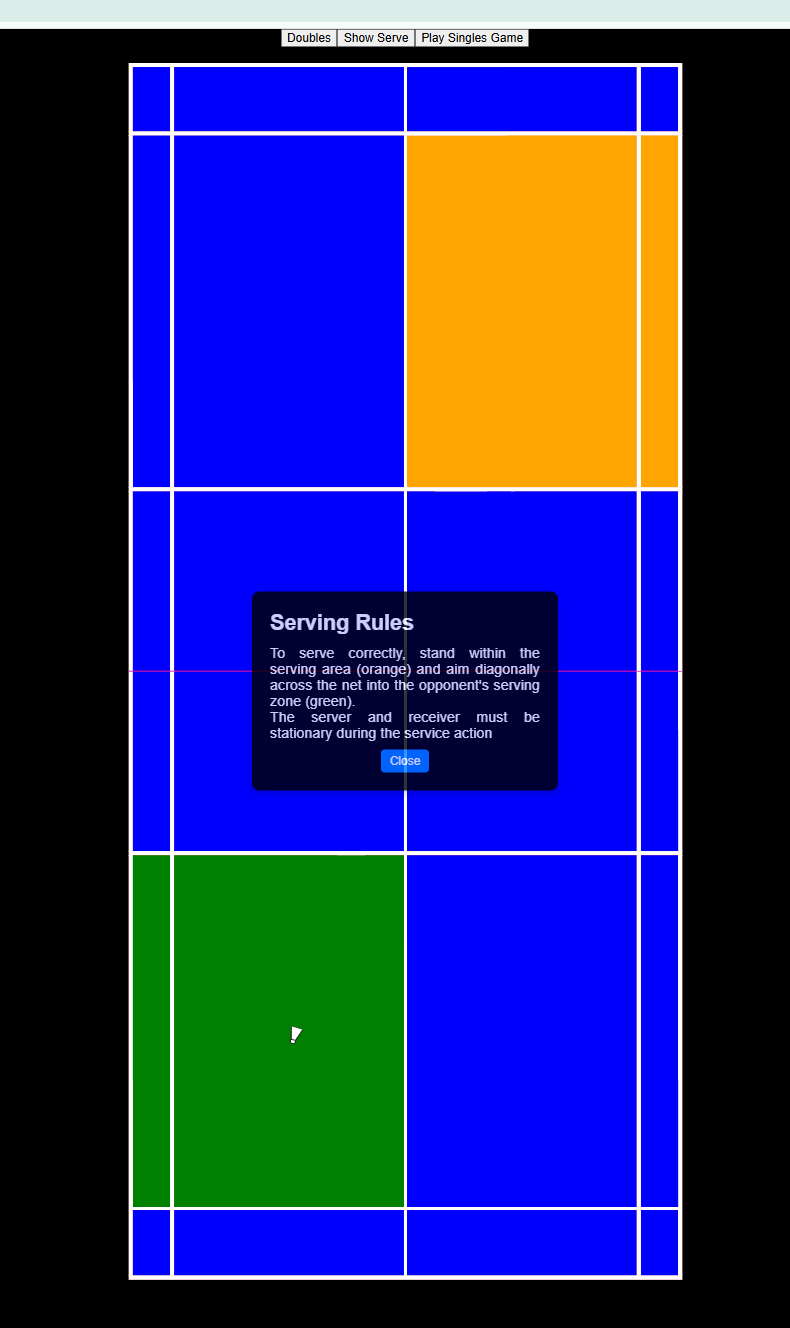 Doubles Show Serve Play Singles Game
Serving Rules
To serve correctly, stand within the
serving area (orange) and aim diagonally
across the net into the opponent's serving
zone (green).
The server and receiver must be
stationary during the service action
Close